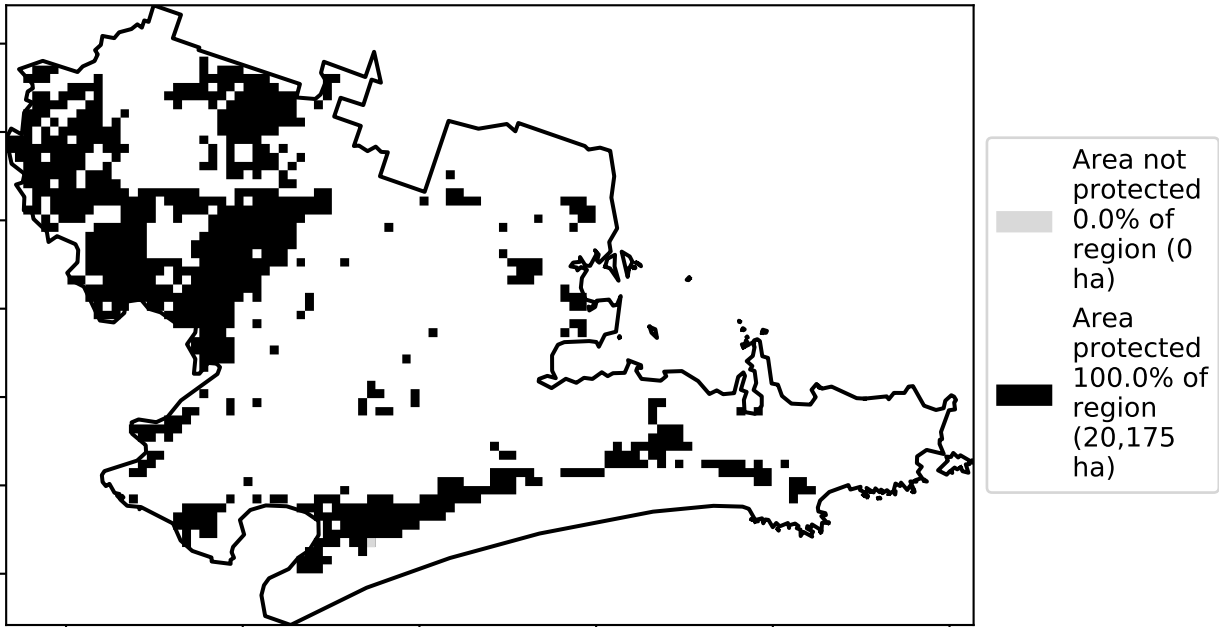 Area not
protected
0.0% of
region (0
ha)
Area
protected
100.0% of
region
(20,175
ha)